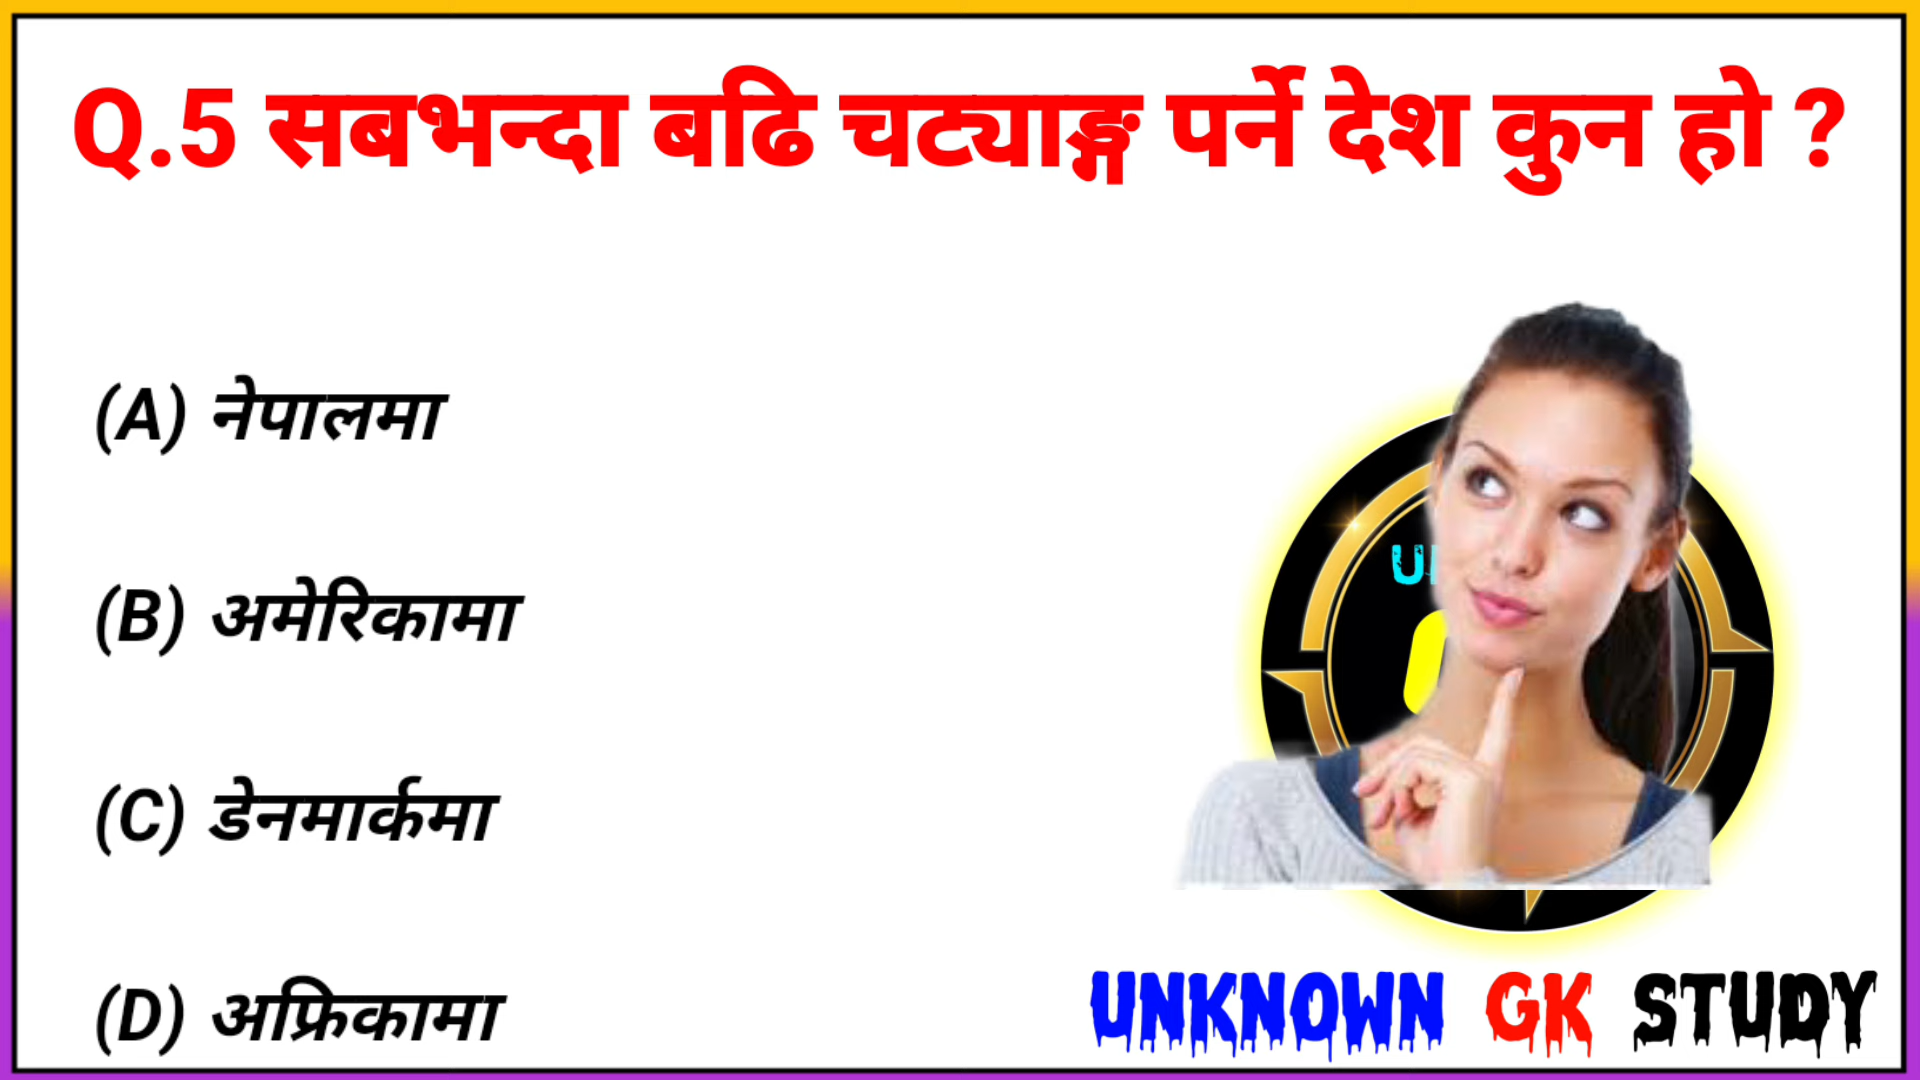 Q.5 सबभन्दा बढि चट्याङ्ग पर्ने देश कुन हो ?
(A) नेपालमा
(B) अमेरिकामा
(C) डेनमार्कमा
(D) अफ्रिकामा
UNKNOWN GK STUDY